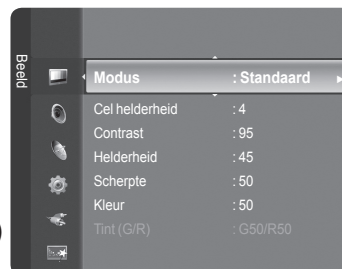 Beeld
Modus : Standaard
Cel helderheid : 4
Contrast : 95
Helderheid : 45
Scherpte : 50
Kleur : 50
Tint (G/R) : G50/R50